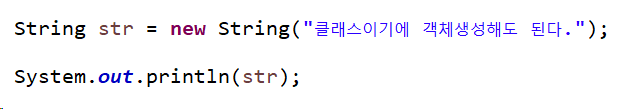 String str = new String("클래스이기에 객체생성해도 된다.");
System.out.println(str);